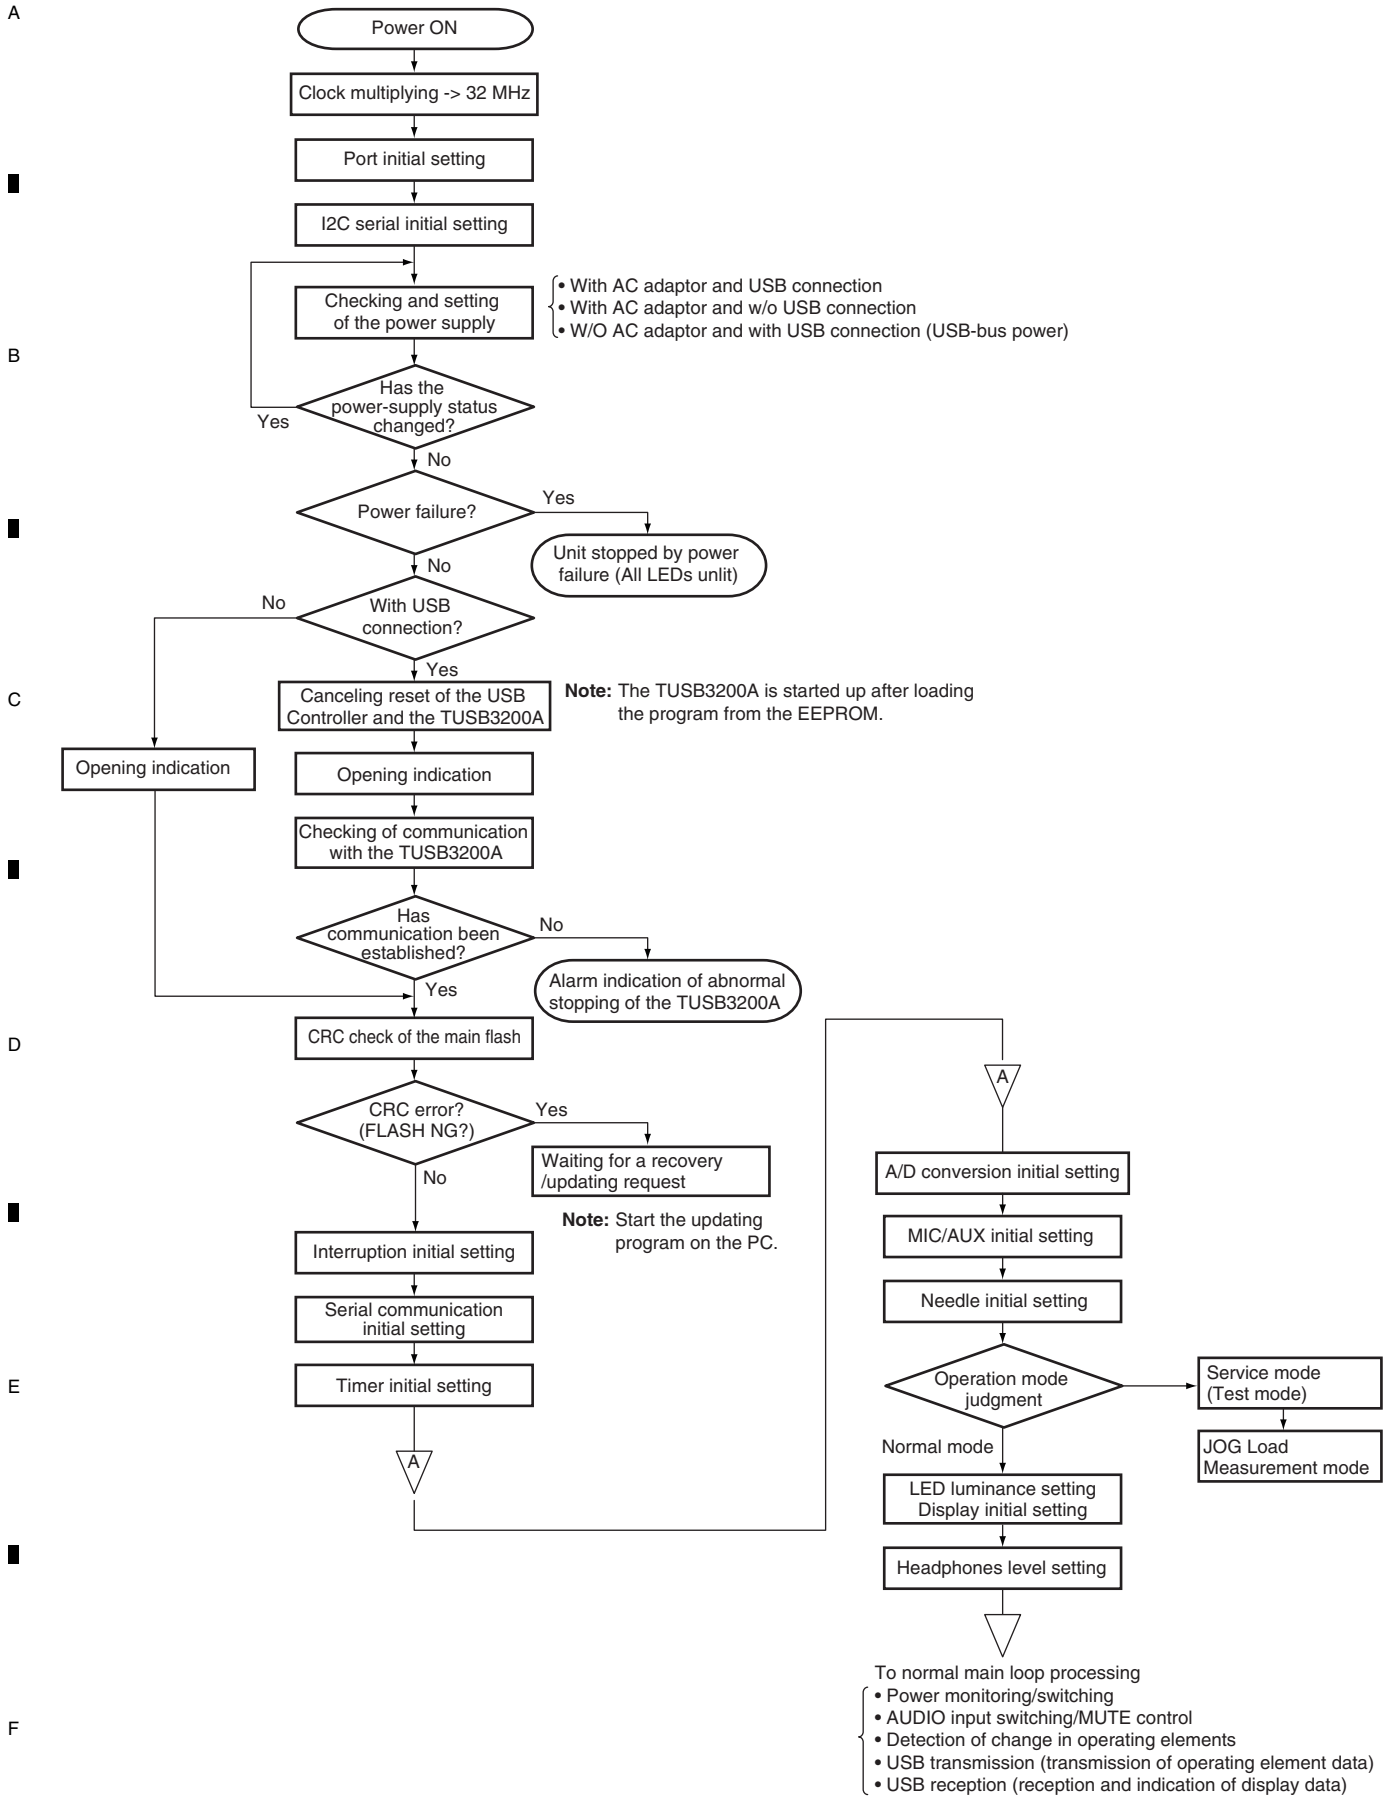 A
Power ON
Clock multiplying -> 32 MHz
Port initial setting
I2C serial initial setting
Checking and setting
of the power supply
• With AC adaptor and USB connection
• With AC adaptor and w/o USB connection
• W/O AC adaptor and with USB connection (USB-bus power)
B
Has the
power-supply status
changed?
Yes
No
Power failure?
Yes
Unit stopped by power
failure (All LEDs unlit)
No
With USB
connection?
No
Yes
C
Canceling reset of the USB
Controller and the TUSB3200A
Note: The TUSB3200A is started up after loading
the program from the EEPROM.
Opening indication
Opening indication
Checking of communication
with the TUSB3200A
Has
communication been
established?
No
Alarm indication of abnormal
stopping of the TUSB3200A
Yes
D
CRC check of the main flash
CRC error?
(FLASH NG?)
Yes
Waiting for a recovery
/updating request
Note: Start the updating
program on the PC.
No
Interruption initial setting
Serial communication
initial setting
E
Timer initial setting
A
A
A/D conversion initial setting
MIC/AUX initial setting
Needle initial setting
Operation mode
judgment
Service mode
(Test mode)
JOG Load
Measurement mode
Normal mode
LED luminance setting
Display initial setting
Headphones level setting
To normal main loop processing
• Power monitoring/switching
• AUDIO input switching/MUTE control
• Detection of change in operating elements
• USB transmission (transmission of operating element data)
• USB reception (reception and indication of display data)
F